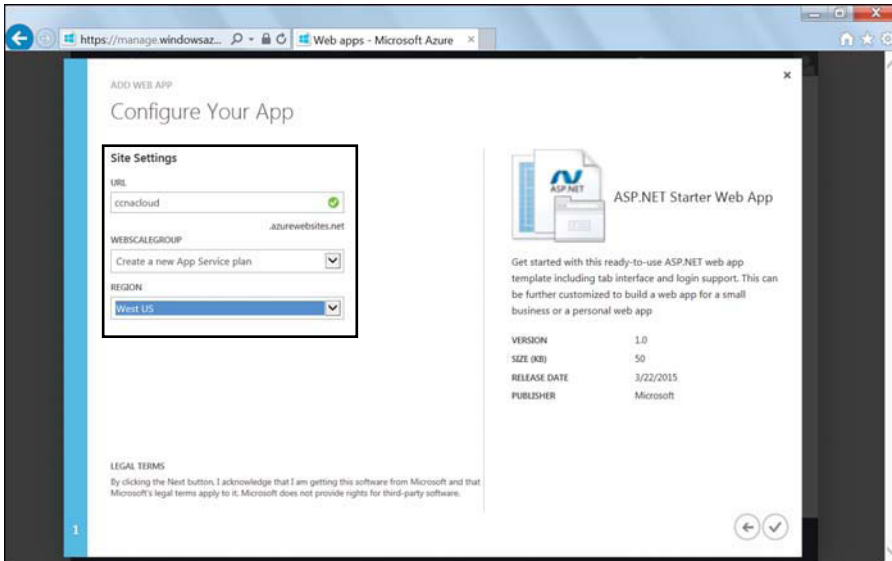 https://manage.windowsaz...
Web apps - Microsoft Azure
ADD WEB APP
Configure Your App
Site Settings
URL
ccnacloud
.azurewebsites.net
WEBSCALEGROUP
Create a new App Service plan
REGION
West US
LEGAL TERMS
By clicking the Next button, I acknowledge that I am getting this software from Microsoft and that
Microsoft's legal terms apply to it. Microsoft does not provide rights for third-party software.
1
ASP.NET
ASP.NET Starter Web App
Get started with this ready-to-use ASP.NET web app
template including tab interface and login support. This can
be further customized to build a web app for a small
business or a personal web app
VERSION 1.0
SIZE (KB) 50
RELEASE DATE 3/22/2015
PUBLISHER Microsoft